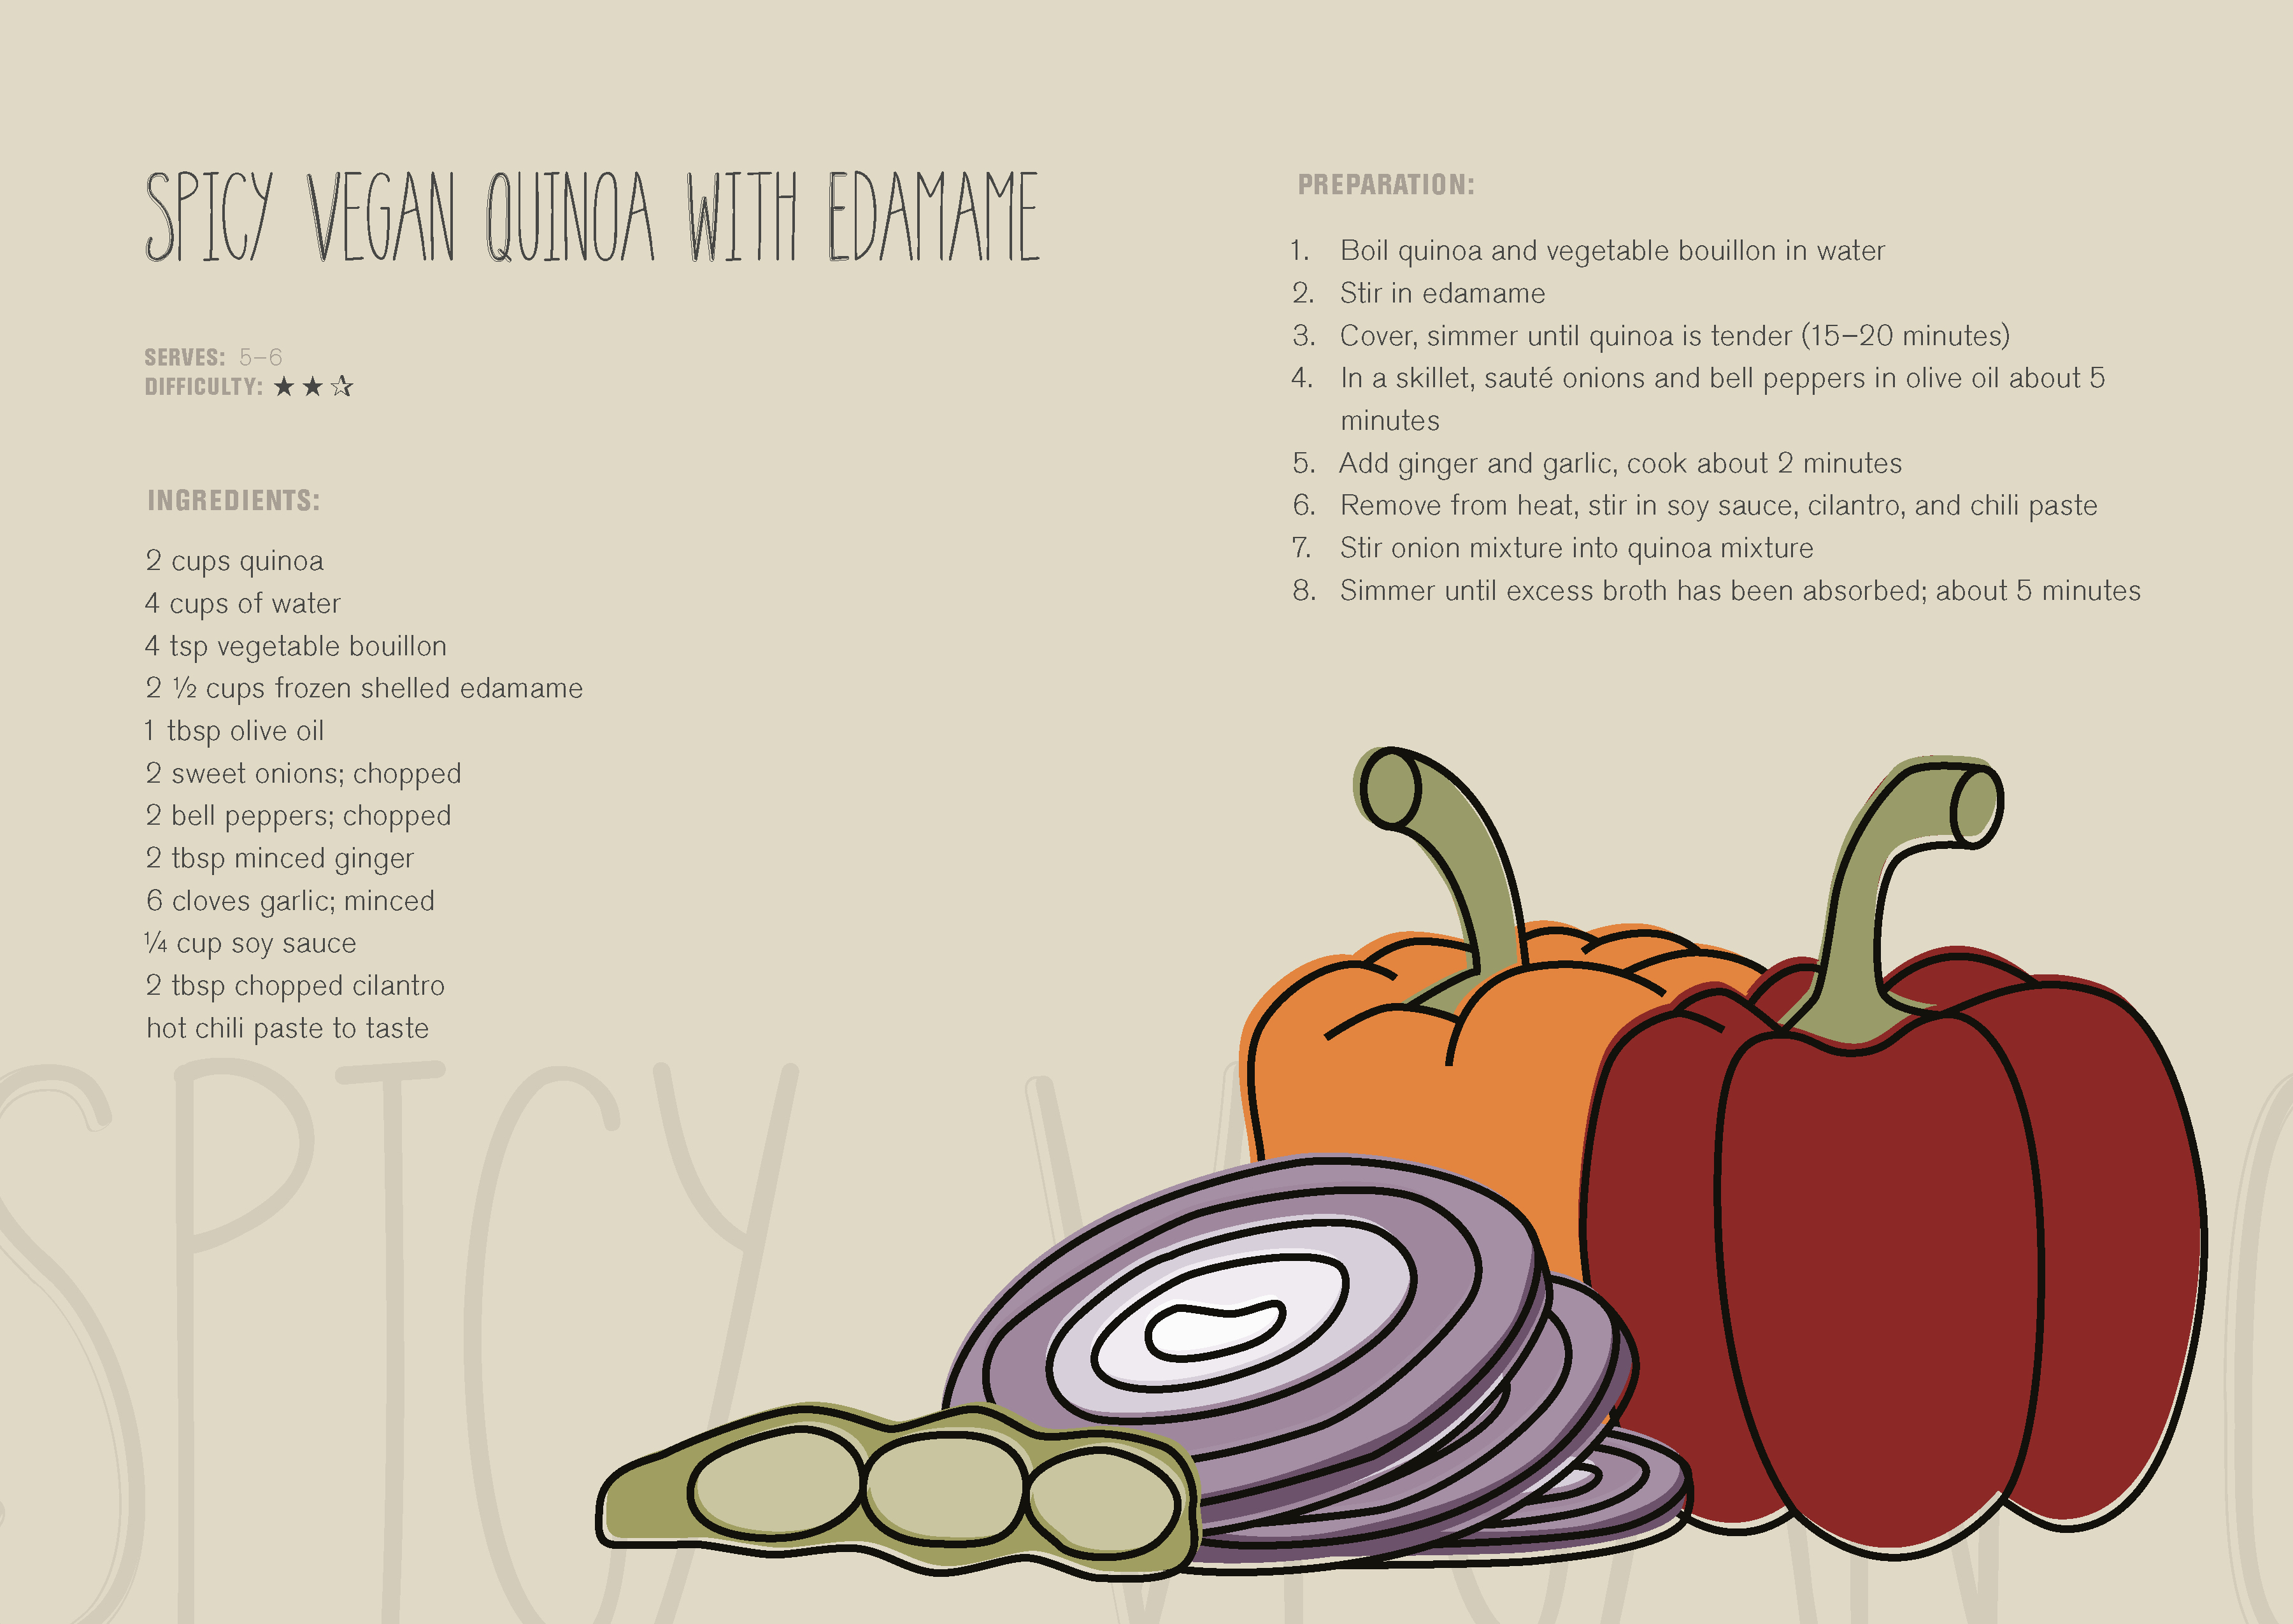 SPICY VEGAN QUINOA WITH EDAMAME
SERVES: 5–6
DIFFICULTY: ★ ★ ☆
INGREDIENTS:
2 cups quinoa
4 cups of water
4 tsp vegetable bouillon
2 ½ cups frozen shelled edamame
1 tbsp olive oil
2 sweet onions; chopped
2 bell peppers; chopped
2 tbsp minced ginger
6 cloves garlic; minced
¼ cup soy sauce
2 tbsp chopped cilantro
hot chili paste to taste
PREPARATION:
1. Boil quinoa and vegetable bouillon in water
2. Stir in edamame
3. Cover, simmer until quinoa is tender (15–20 minutes)
4. In a skillet, sauté onions and bell peppers in olive oil about 5
minutes
5. Add ginger and garlic, cook about 2 minutes
6. Remove from heat, stir in soy sauce, cilantro, and chili paste
7. Stir onion mixture into quinoa mixture
8. Simmer until excess broth has been absorbed; about 5 minutes
SPICY